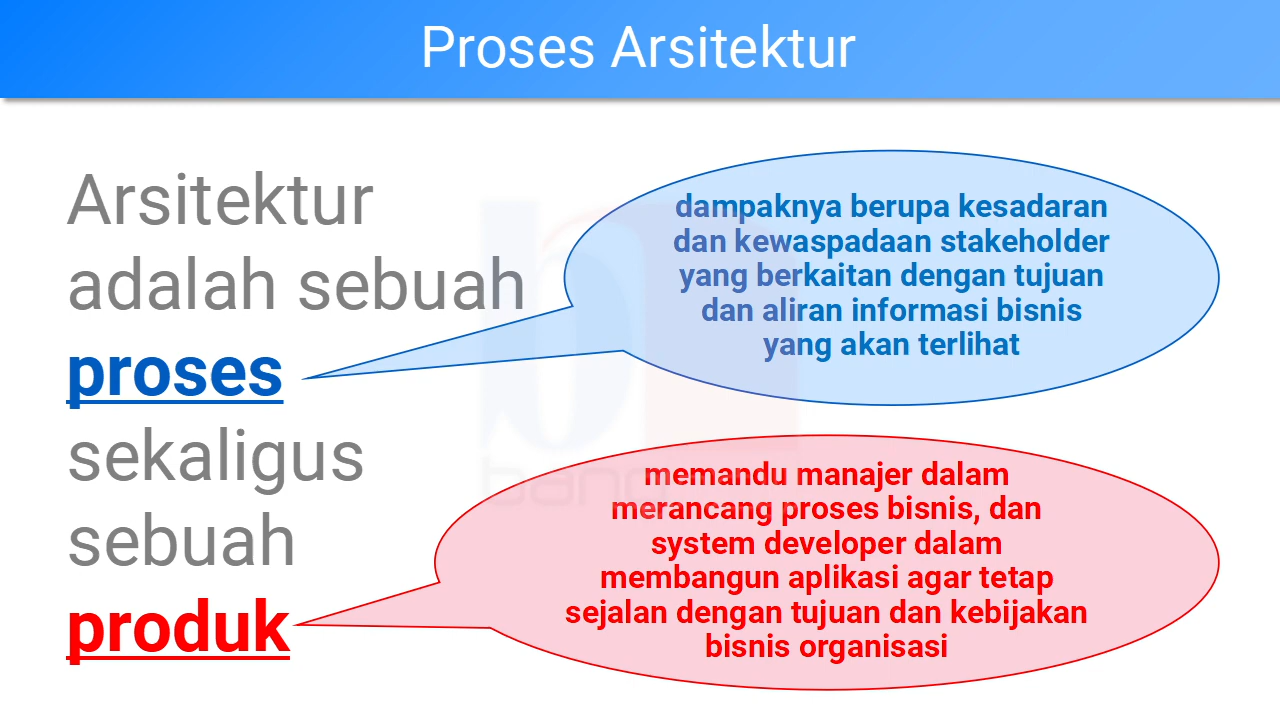 Proses Arsitektur
Arsitektur
adalah sebuah
proses
sekaligus
sebuah
produk
dampaknya berupa kesadaran
dan kewaspadaan stakeholder
yang berkaitan dengan tujuan
dan aliran informasi bisnis
yang akan terlihat
memandu manajer dalam
merancang proses bisnis, dan
system developer dalam
membangun aplikasi agar tetap
sejalan dengan tujuan dan kebijakan
bisnis organisasi